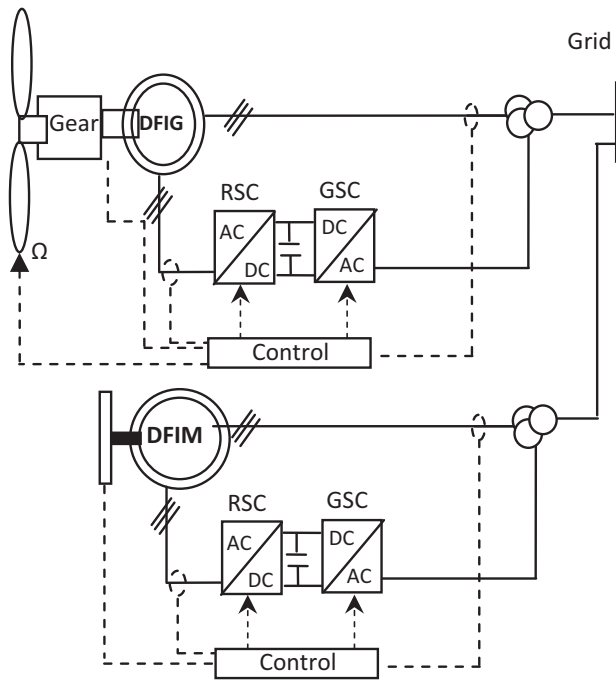 Grid
Gear
DFIG
RSC
GSC
AC
DC
DC
AC
Ω
Control
DFIM
RSC
GSC
AC
DC
DC
AC
Control